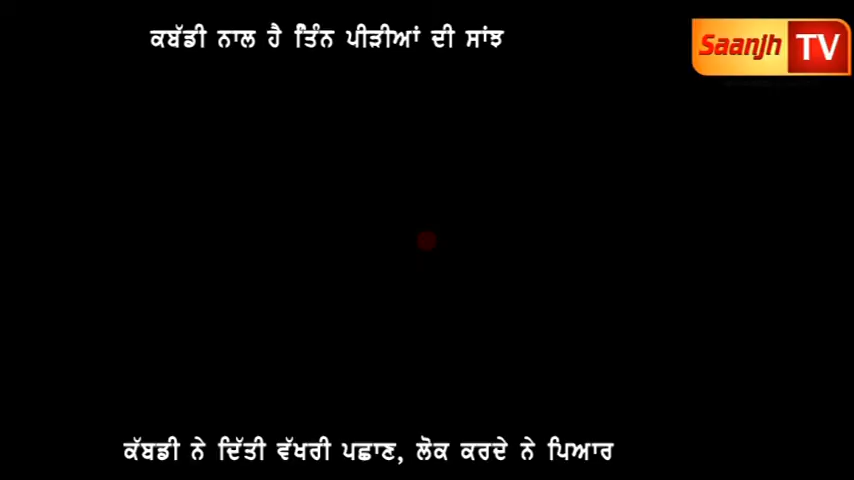 ਕਬੱਡੀ ਨਾਲ ਹੈ ਤਿੰਨ ਪੀੜੀਆਂ ਦੀ ਸਾਂਝ
Saanjh TV
ਕੱਬਡੀ ਨੇ ਦਿੱਤੀ ਵੱਖਰੀ ਪਛਾਣ, ਲੋਕ ਕਰਦੇ ਨੇ ਪਿਆਰ